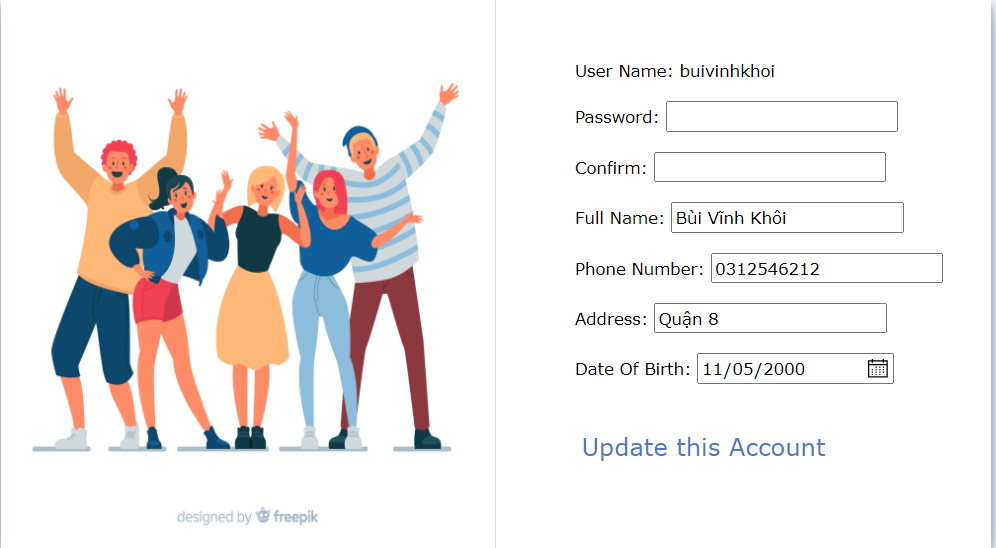 User Name: buivinhkhoi
Password:
Confirm:
Full Name: Bùi Vĩnh Khôi
Phone Number: 0312546212
Address: Quận 8
Date Of Birth: 11/05/2000
Update this Account
designed by freepik